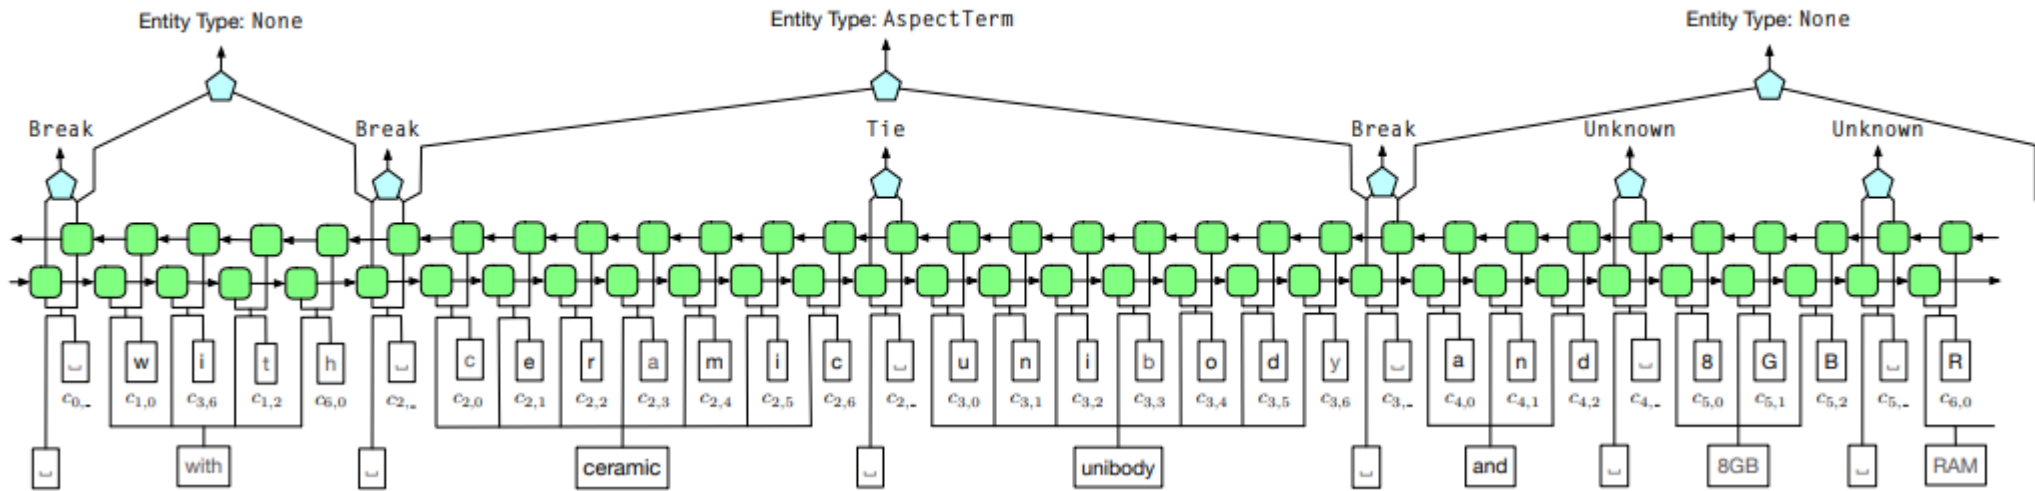 Entity Type: None Entity Type: AspectTerm Entity Type: None
Break Break Tie Break Unknown Unknown
␣ w i t h ␣ c e r a m i c ␣ u n i b o d y ␣ a n d ␣ 8 G B ␣ R
c0,- c1,0 c3,6 c1,2 c6,0 c2,- c2,0 c2,1 c2,2 c2,3 c2,4 c2,5 c2,6 c2,- c3,0 c3,1 c3,2 c3,3 c3,4 c3,5 c3,6 c3,- c4,0 c4,1 c4,2 c4,- c5,0 c5,1 c5,2 c5,- c6,0
␣ with ␣ ceramic ␣ unibody ␣ and ␣ 8GB ␣ RAM